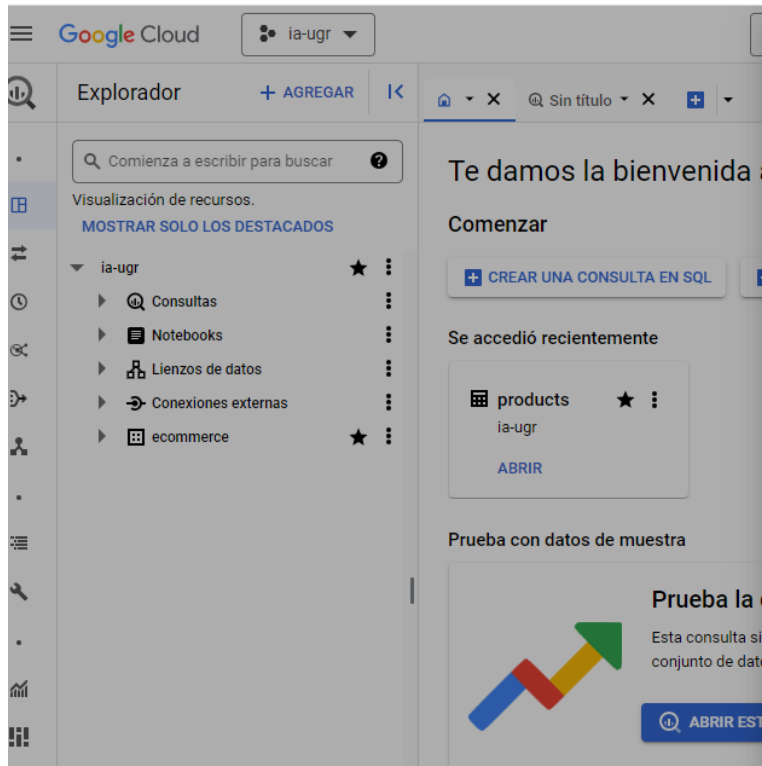 Google Cloud
ia-ugr
Explorador
+ AGREGAR
Sin título
Comienza a escribir para buscar
Visualización de recursos.
MOSTRAR SOLO LOS DESTACADOS
ia-ugr
Consultas
Notebooks
Lienzos de datos
Conexiones externas
ecommerce
Te damos la bienvenida
Comenzar
CREAR UNA CONSULTA EN SQL
Se accedió recientemente
products
ia-ugr
ABRIR
Prueba con datos de muestra
Prueba la
Esta consulta
conjunto de
ABRIR